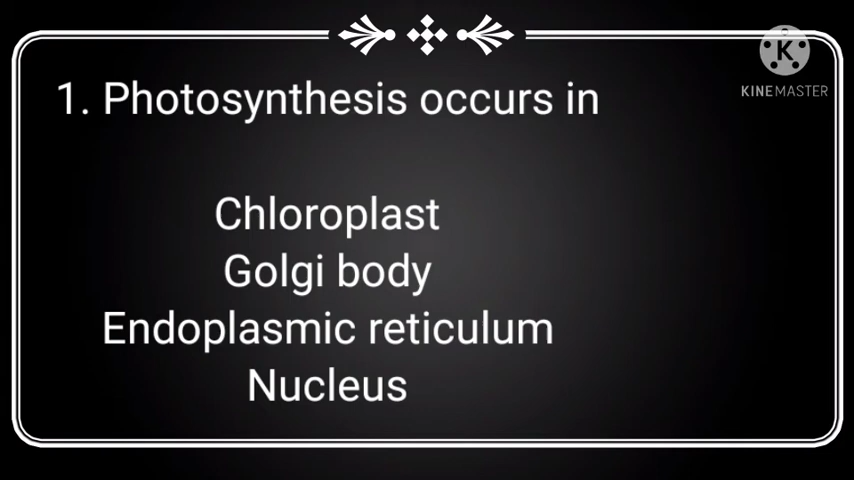 K
KINEMASTER
1. Photosynthesis occurs in
Chloroplast
Golgi body
Endoplasmic reticulum
Nucleus